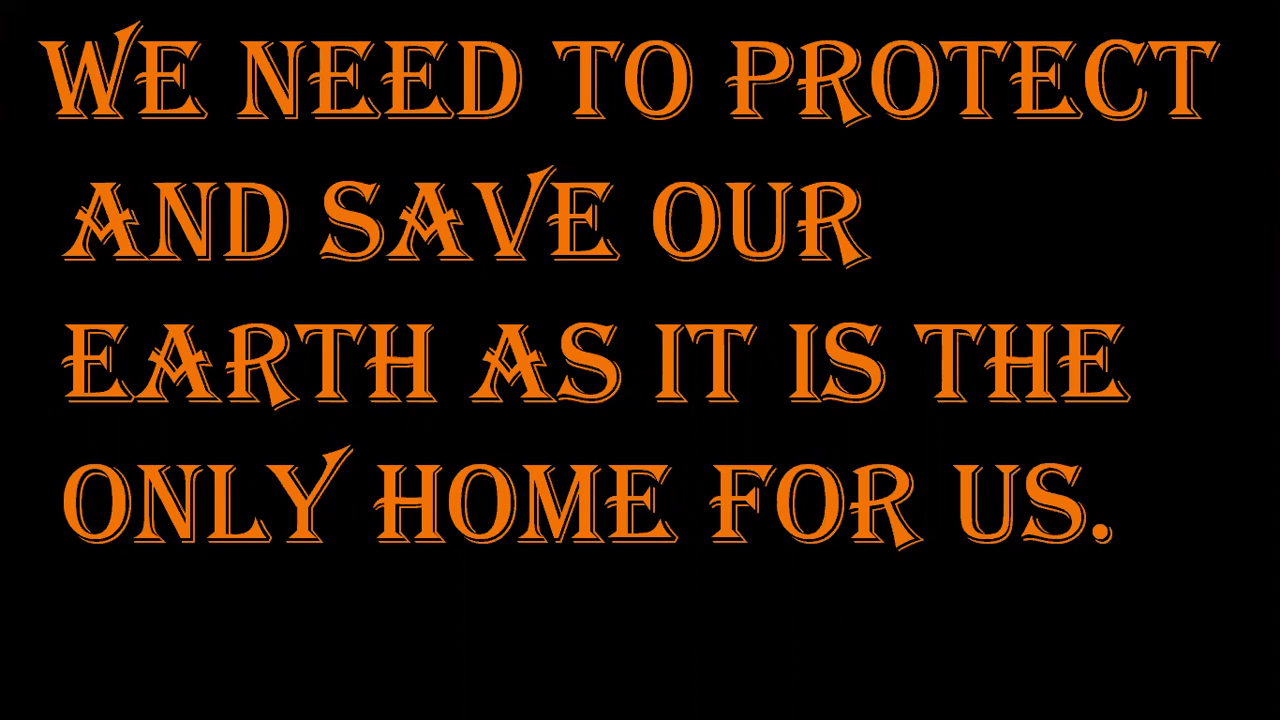 WE NEED TO PROTECT
AND SAVE OUR
EARTH AS IT IS THE
ONLY HOME FOR US.